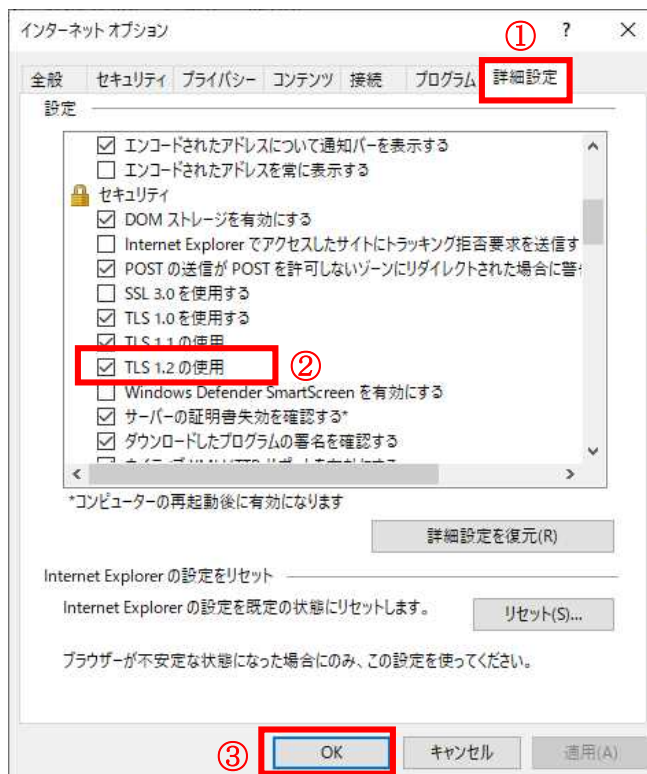 インターネット オプション
① ? ×
全般 セキュリティ プライバシー コンテンツ 接続 プログラム 詳細設定
設定
エンコードされたアドレスについて通知バーを表示する
エンコードされたアドレスを常に表示する
セキュリティ
DOM ストレージを有効にする
Internet Explorer でアクセスしたサイトにトラッキング拒否要求を送信す
POST の送信が POST を許可しないゾーンにリダイレクトされた場合に警
SSL 3.0 を使用する
TLS 1.0 を使用する
TLS 1.1 の使用
TLS 1.2 の使用 ②
Windows Defender SmartScreen を有効にする
サーバーの証明書失効を確認する*
ダウンロードしたプログラムの署名を確認する
*コンピューターの再起動後に有効になります
詳細設定を復元(R)
Internet Explorer の設定をリセット
Internet Explorer の設定を既定の状態にリセットします。
リセット(S)...
ブラウザーが不安定な状態になった場合にのみ、この設定を使ってください。
③ OK キャンセル 適用(A)